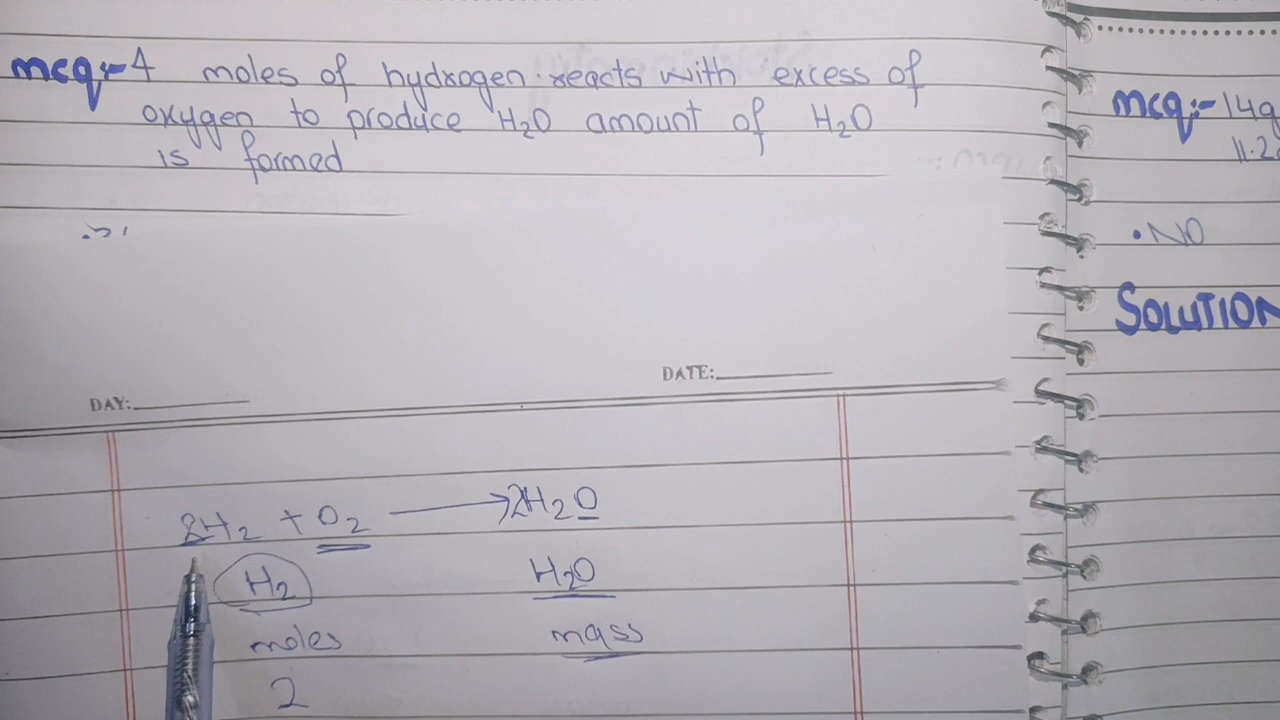 mcq:- 4 moles of hydrogen reacts with excess of
oxygen to produce H2O amount of H2O
is formed
DATE:
DAY:
2H2 + O2 → 2H2O
H2 H2O
moles mass
2
mcq:- 14g
11.2
• NO
SOLUTION